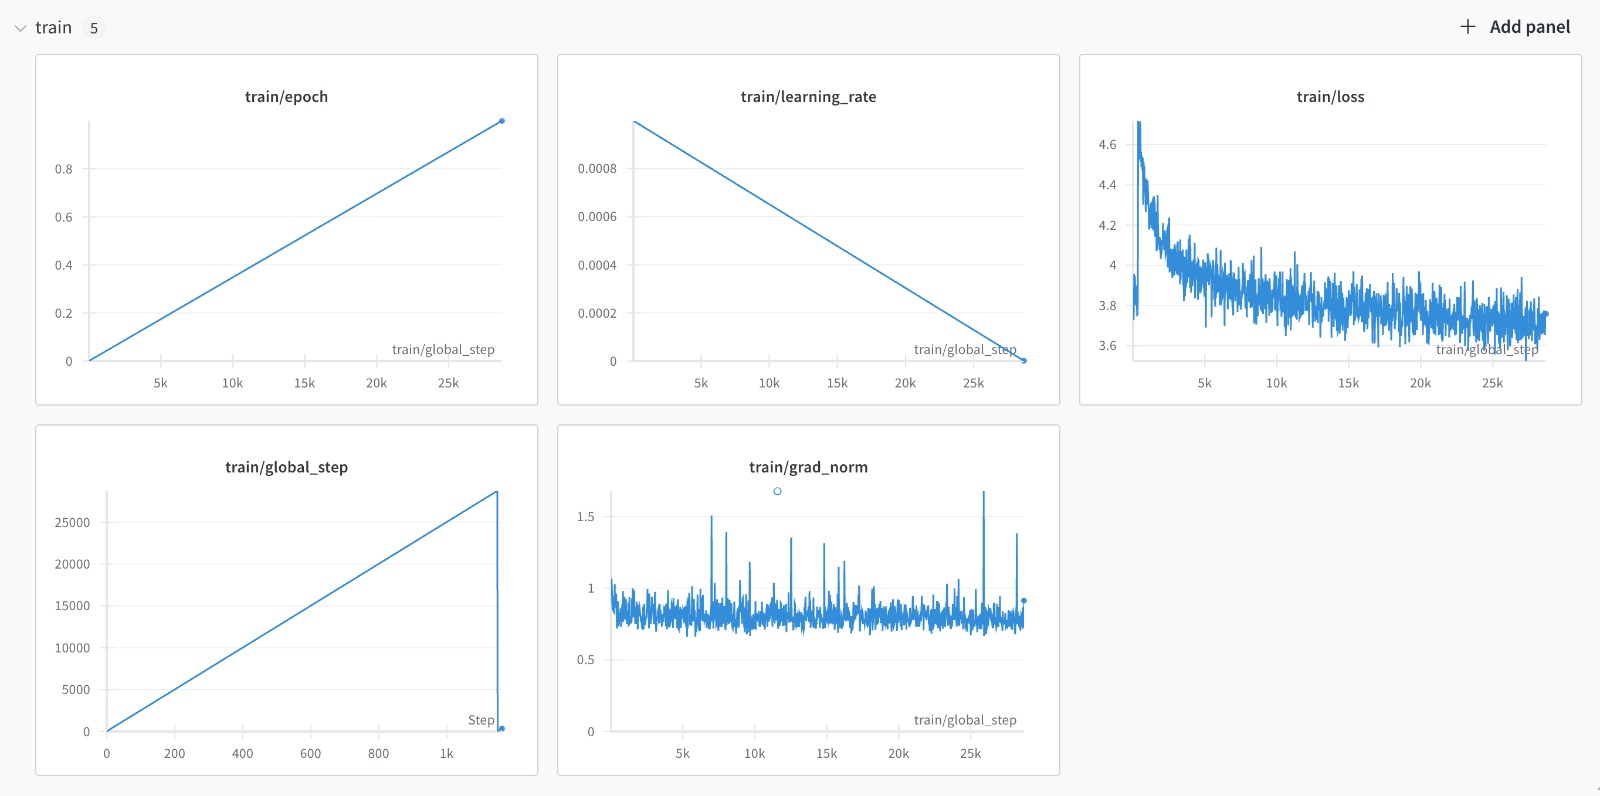 train 5
Add panel
train/epoch
0.8
0.6
0.4
0.2
0
train/global_step
5k 10k 15k 20k 25k
train/learning_rate
0.0008
0.0006
0.0004
0.0002
0
train/global_step
5k 10k 15k 20k 25k
train/loss
4.6
4.4
4.2
4
3.8
3.6
train/global_step
5k 10k 15k 20k 25k
train/global_step
25000
20000
15000
10000
5000
0
Step
0 200 400 600 800 1k
train/grad_norm
1.5
1
0.5
0
train/global_step
5k 10k 15k 20k 25k